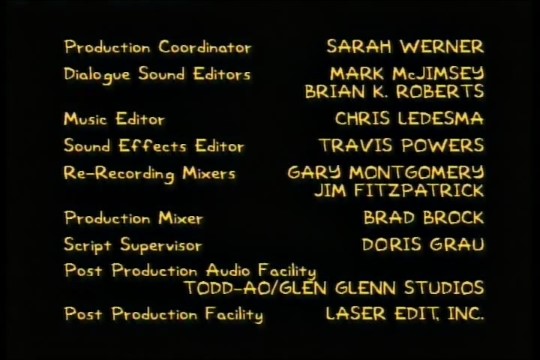 Production Coordinator SARAH WERNER
Dialogue Sound Editors MARK McJIMSEY
BRIAN K. ROBERTS
Music Editor CHRIS LEDESMA
Sound Effects Editor TRAVIS POWERS
Re-Recording Mixers GARY MONTGOMERY
JIM FITZPATRICK
Production Mixer BRAD BROCK
Script Supervisor DORIS GRAU
Post Production Audio Facility
TODD-AO/GLEN GLENN STUDIOS
Post Production Facility LASER EDIT, INC.